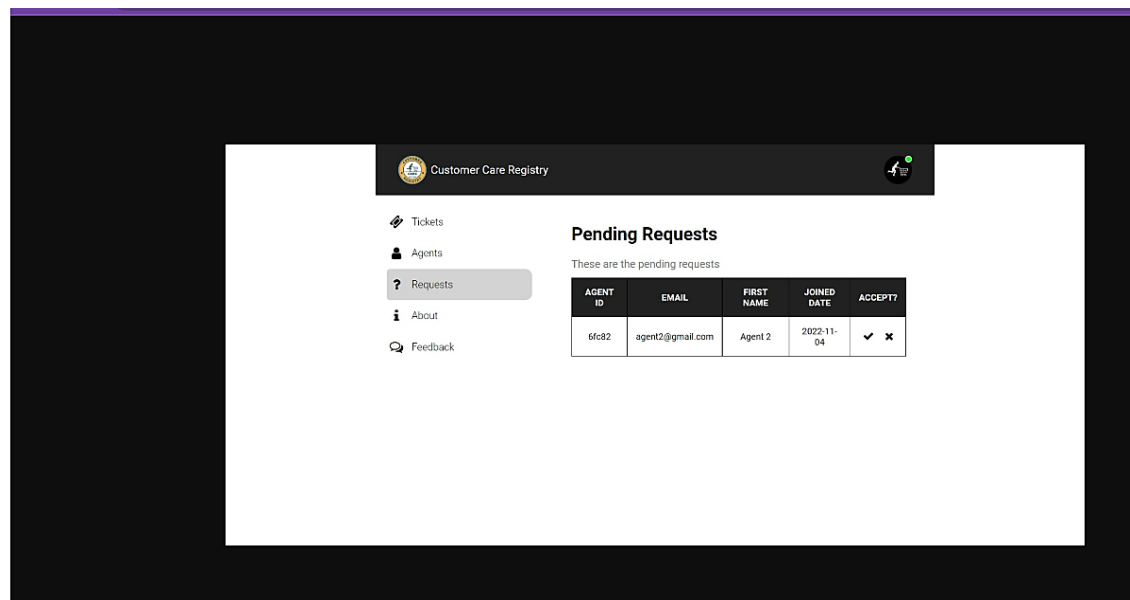 Customer Care Registry
Tickets
Agents
Requests
About
Feedback
Pending Requests
These are the pending requests
AGENT ID EMAIL FIRST NAME JOINED DATE ACCEPT?
6fc82 agent2@gmail.com Agent 2 2022-11-04